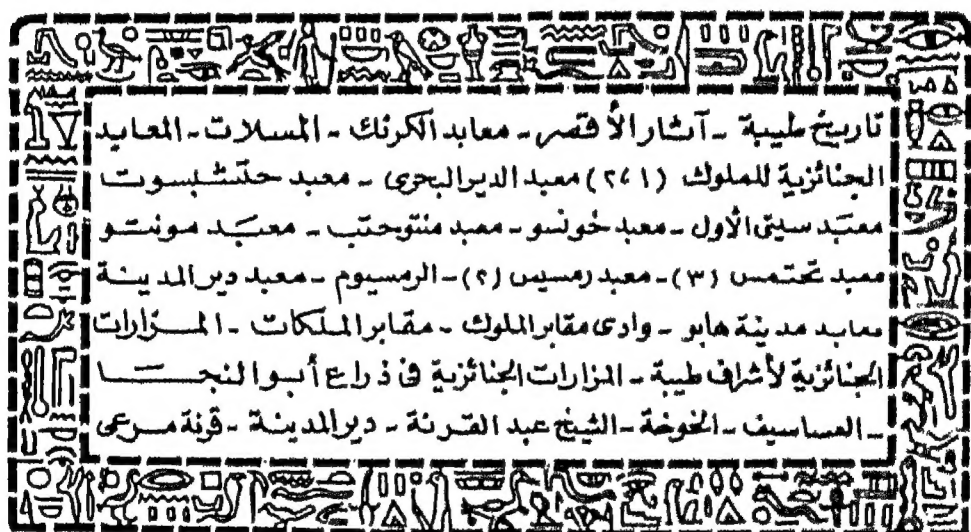 تاريخ طيبة - آثار الأقصر - معابد الكرنك - المسلات - المعابد
الجنائزية للملوك (٢،١) معبد الدير البحرى - معبد حتشبسوت
معبد سيتى الأول - معبد خونسو - معبد منتوحتب - معبد مونتو
معبد تحتمس (٣) - معبد رمسيس (٢) - الرمسيوم - معبد دير المدينة
معابد مدينة هابو - وادى مقابر الملوك - مقابر الملكات - المزارات
الجنائزية لأشراف طيبة - المزارات الجنائزية فى ذراع أبو النجا
- العساسيف - الخوخة - الشيخ عبد القرنة - دير المدينة - قرنة مرعى